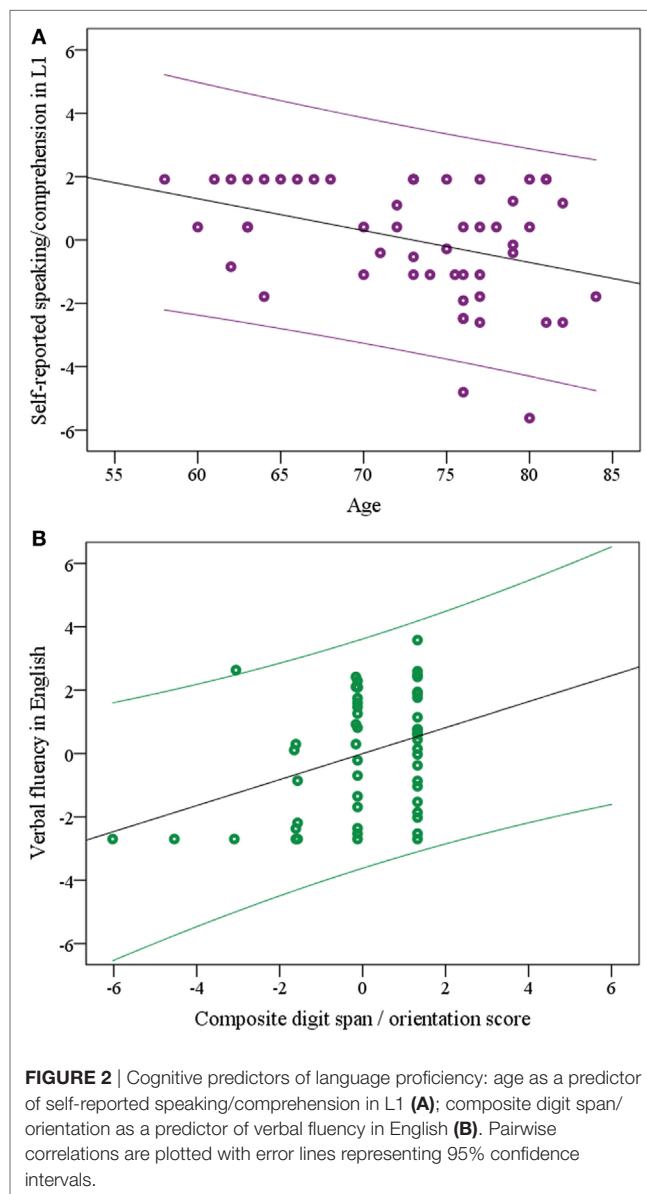 A
6
4
2
0
-2
-4
-6
Self-reported speaking/comprehension in L1
55 60 65 70 75 80 85
Age
B
6
4
2
0
-2
-4
-6
Verbal fluency in English
-6 -4 -2 0 2 4 6
Composite digit span / orientation score
FIGURE 2 | Cognitive predictors of language proficiency: age as a predictor
of self-reported speaking/comprehension in L1 (A); composite digit span/
orientation as a predictor of verbal fluency in English (B). Pairwise
correlations are plotted with error lines representing 95% confidence
intervals.